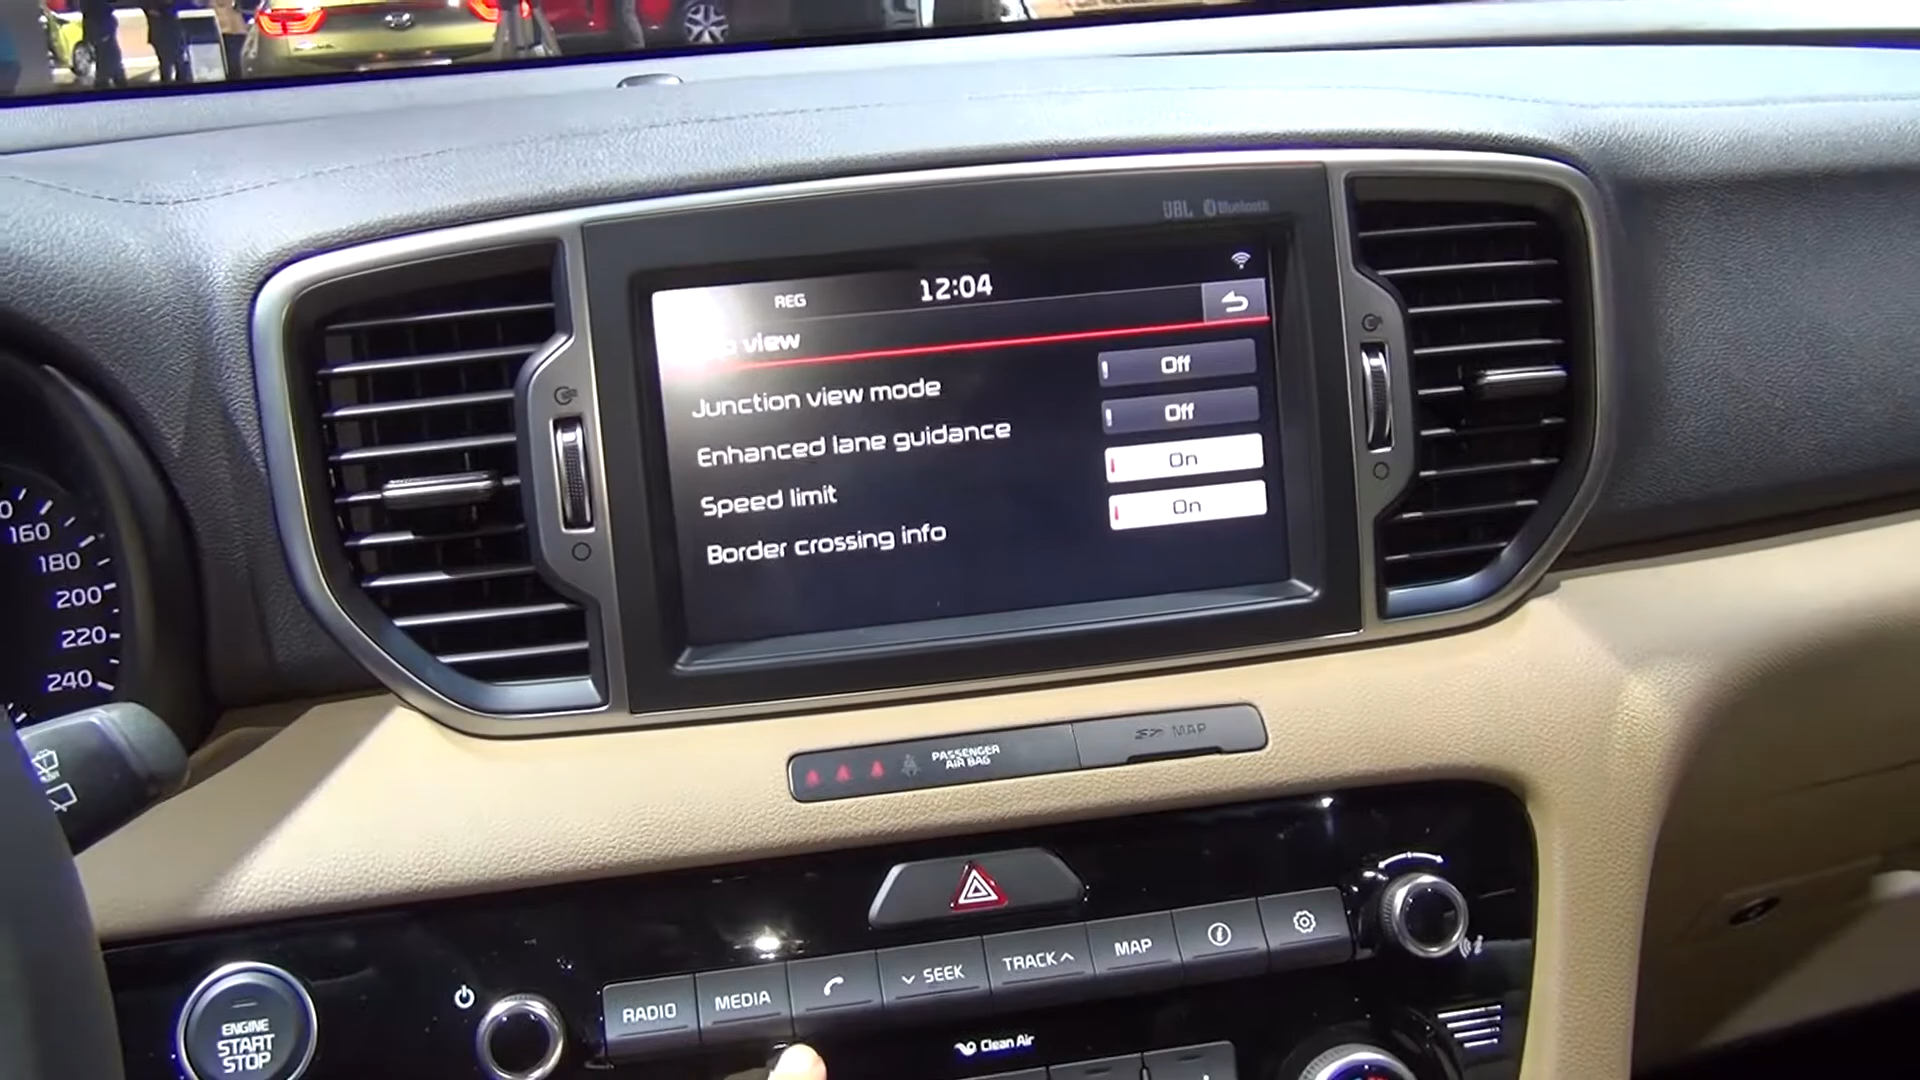 JBL Bluetooth
REG 12:04
view
Junction view mode Off
Enhanced lane guidance Off
Speed limit On
Border crossing info On
160
180
200
220
240
PASSENGER
AIR BAG
MAP
RADIO MEDIA SEEK TRACK MAP
ENGINE
START
STOP
Clean Air